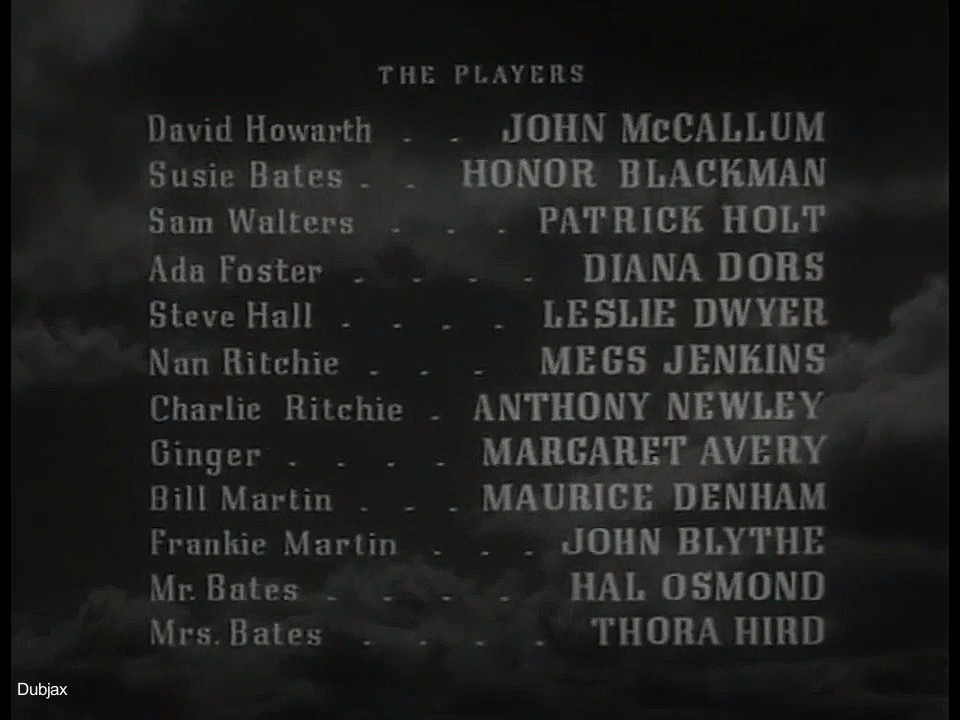 THE PLAYERS
David Howarth . . JOHN McCALLUM
Susie Bates . . HONOR BLACKMAN
Sam Walters . . . PATRICK HOLT
Ada Foster . . . . DIANA DORS
Steve Hall . . . . LESLIE DWYER
Nan Ritchie . . . MEGS JENKINS
Charlie Ritchie . ANTHONY NEWLEY
Ginger . . . . MARGARET AVERY
Bill Martin . . . MAURICE DENHAM
Frankie Martin . . . JOHN BLYTHE
Mr. Bates . . . . HAL OSMOND
Mrs. Bates . . . . THORA HIRD
Dubjax